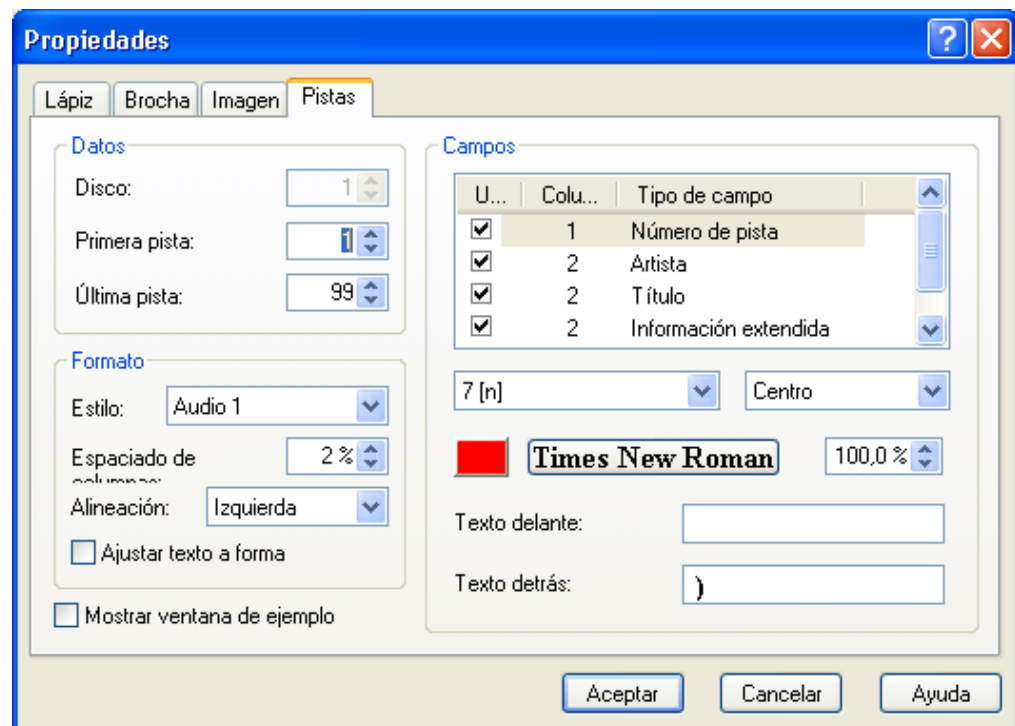 Propiedades
Lápiz Brocha Imagen Pistas
Datos
Disco: 1
Primera pista: 1
Última pista: 99
Formato
Estilo: Audio 1
Espaciado de
Alineación: Izquierda
Ajustar texto a forma
Mostrar ventana de ejemplo
Campos
U... Colu... Tipo de campo
1 Número de pista
2 Artista
2 Título
2 Información extendida
7 [n] Centro
Times New Roman 100,0 %
Texto delante:
Texto detrás: )
Aceptar Cancelar Ayuda